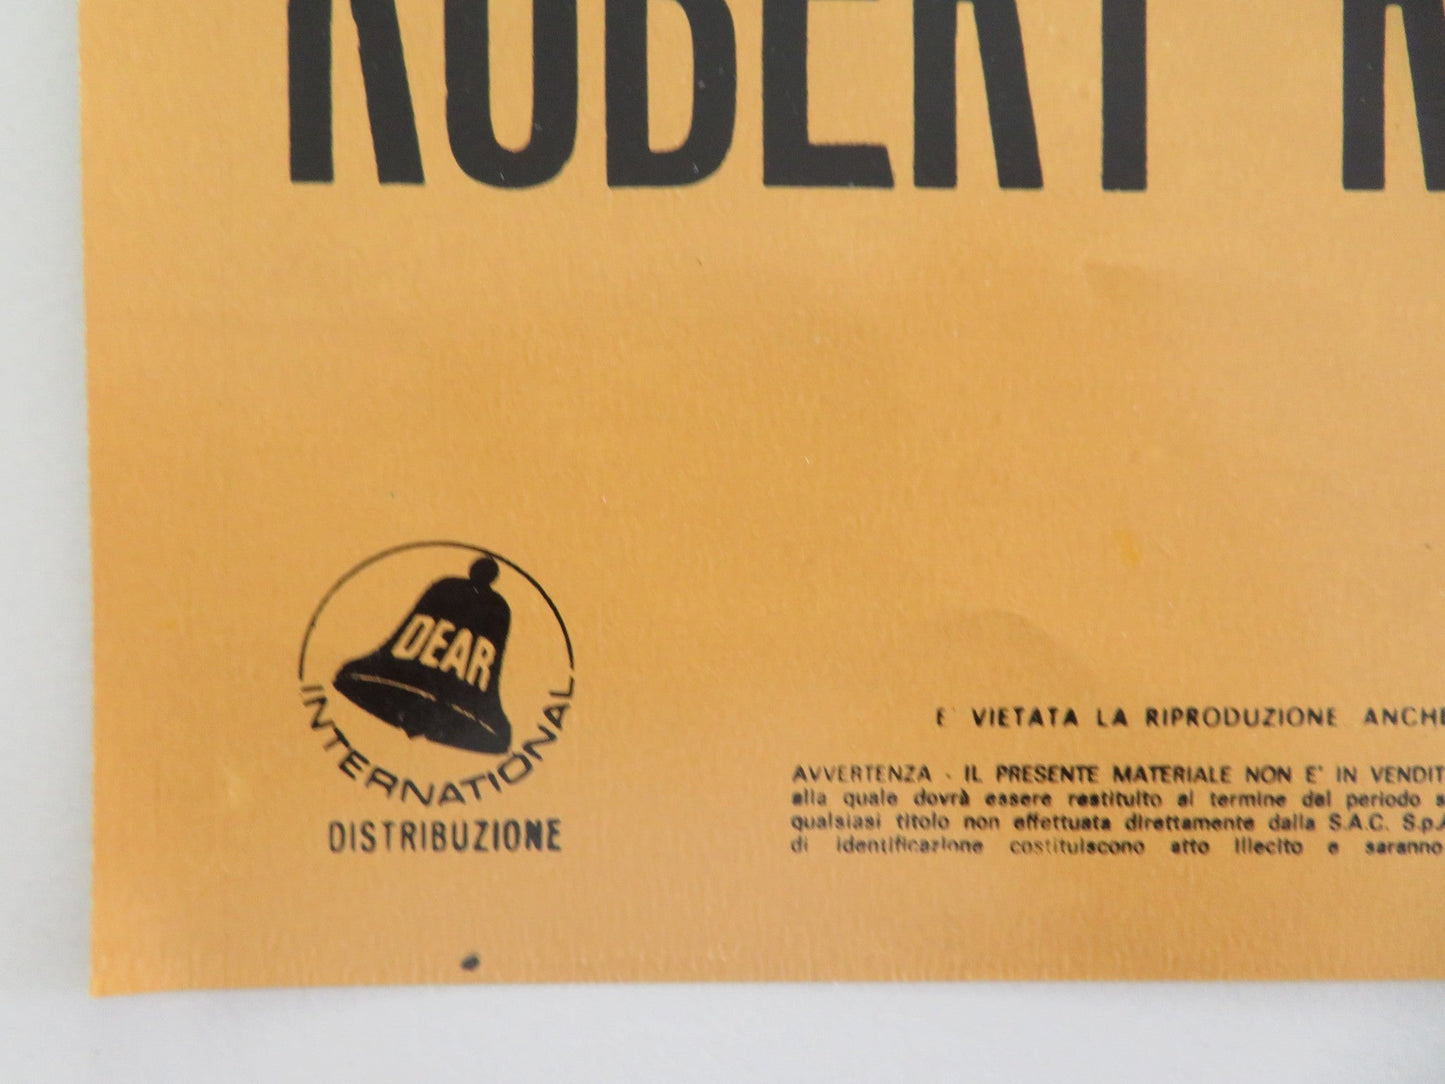 ROBERT
DEAR
INTERNATIONAL
DISTRIBUZIONE
E' VIETATA LA RIPRODUZIONE ANCHE
AVVERTENZA - IL PRESENTE MATERIALE NON E' IN VENDIT
alla quale dovrà essere restituito al termine del periodo s
qualsiasi titolo non effettuata direttamente dalla S.A.C. S.p.A
di identificazione costituiscono atto illecito e saranno